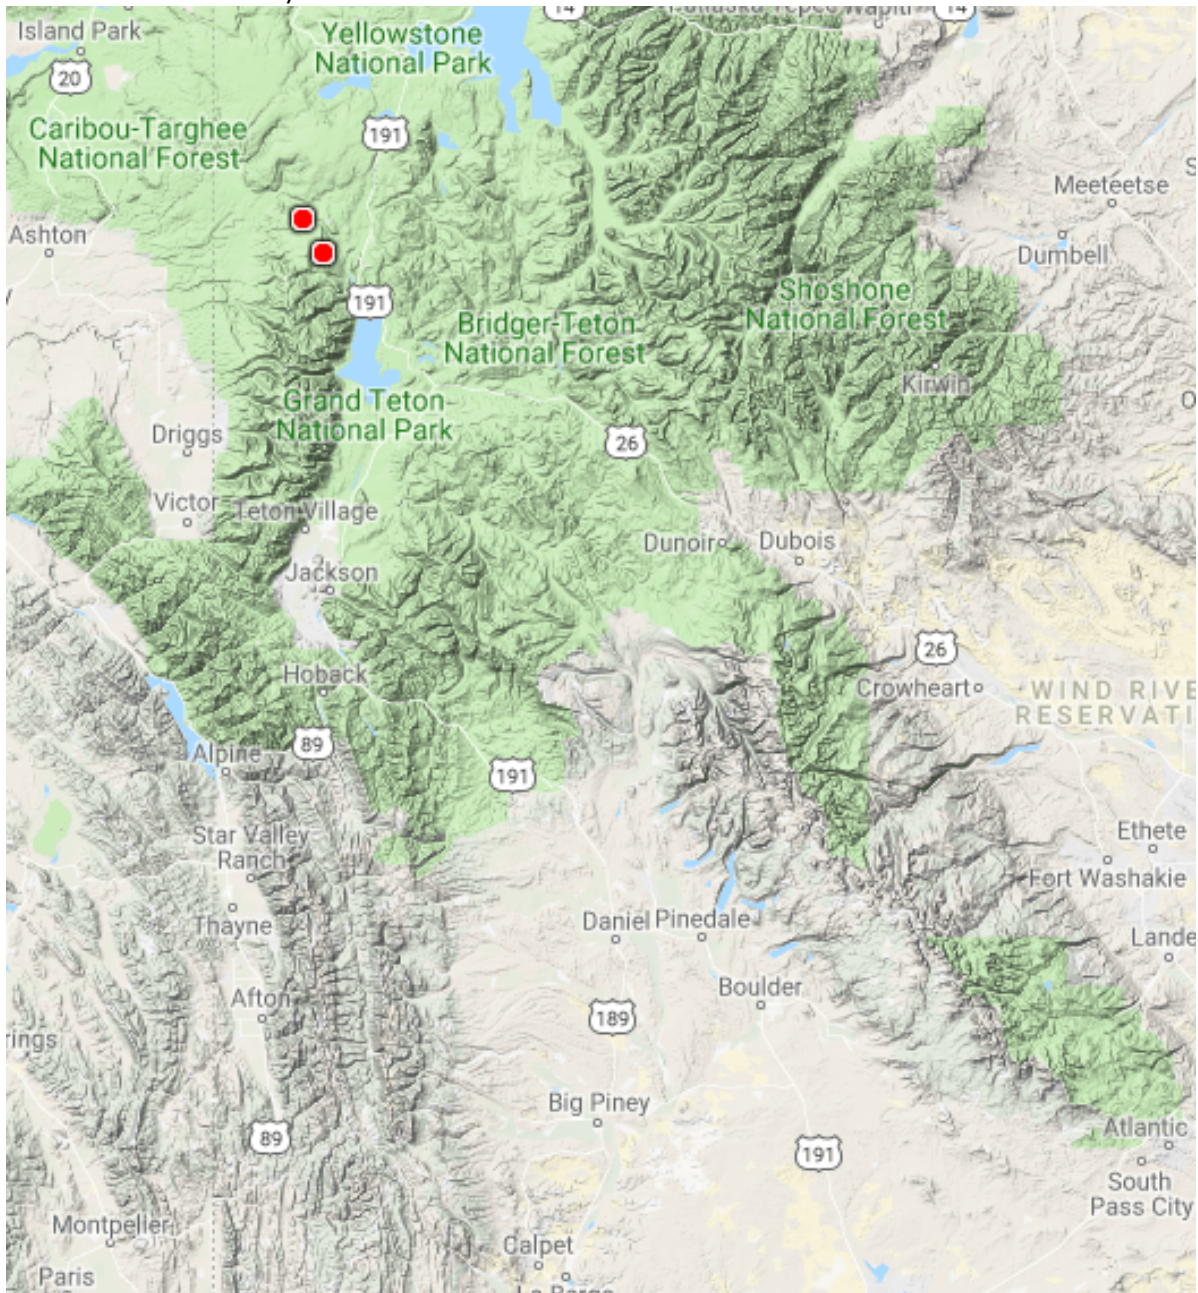 14
14
Island Park
Yellowstone
National Park
20
191
Caribou-Targhee
National Forest
Meeteetse
Ashton
Dumbell
191
Shoshone
National Forest
Bridger-Teton
National Forest
Kirwin
Grand Teton
National Park
Driggs
26
Victor
Teton Village
Dunoir
Dubois
Jackson
26
Hoback
Crowheart
WIND RIVE
RESERVATI
89
Alpine
191
Star Valley
Ranch
Ethete
Fort Washakie
Thayne
Daniel
Pinedale
Lande
Afton
Boulder
189
rings
Big Piney
89
Atlantic
191
South
Pass City
Montpelier
Calpet
Paris